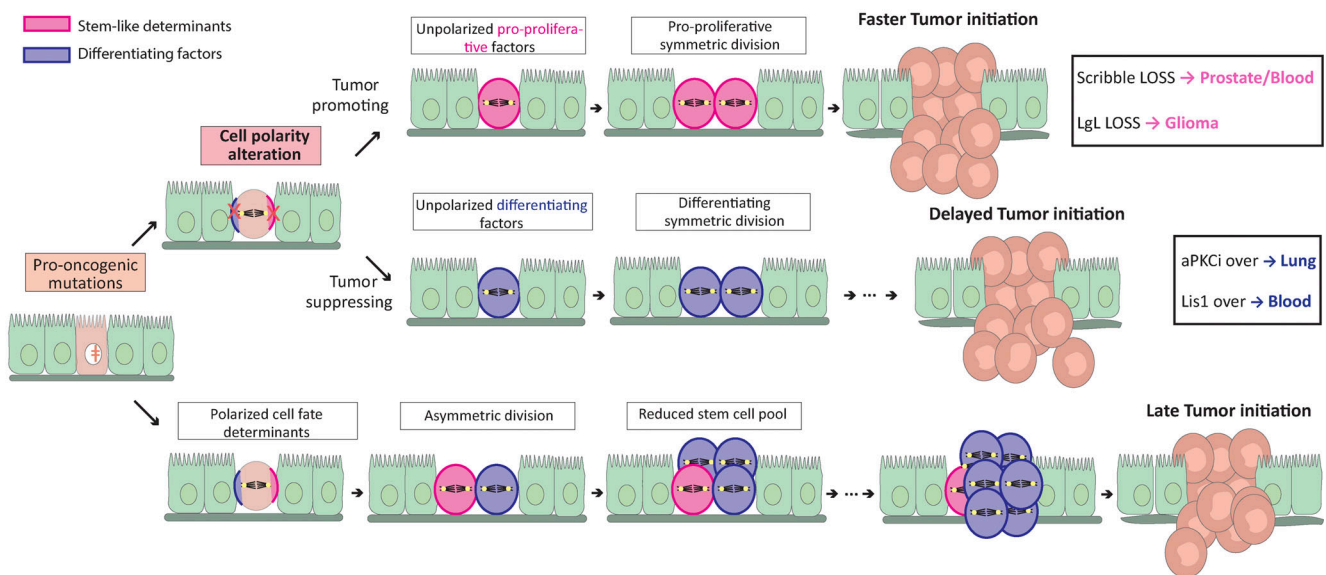 Stem-like determinants
Differentiating factors
Unpolarized pro-prolifera-
tive factors
Pro-proliferative
symmetric division
Faster Tumor initiation
Tumor
promoting
Scribble LOSS → Prostate/Blood
LgL LOSS → Glioma
Cell polarity
alteration
Unpolarized differentiating
factors
Differentiating
symmetric division
Delayed Tumor initiation
Pro-oncogenic
mutations
Tumor
suppressing
...
aPKCi over → Lung
Lis1 over → Blood
Polarized cell fate
determinants
Asymmetric division
Reduced stem cell pool
Late Tumor initiation
...